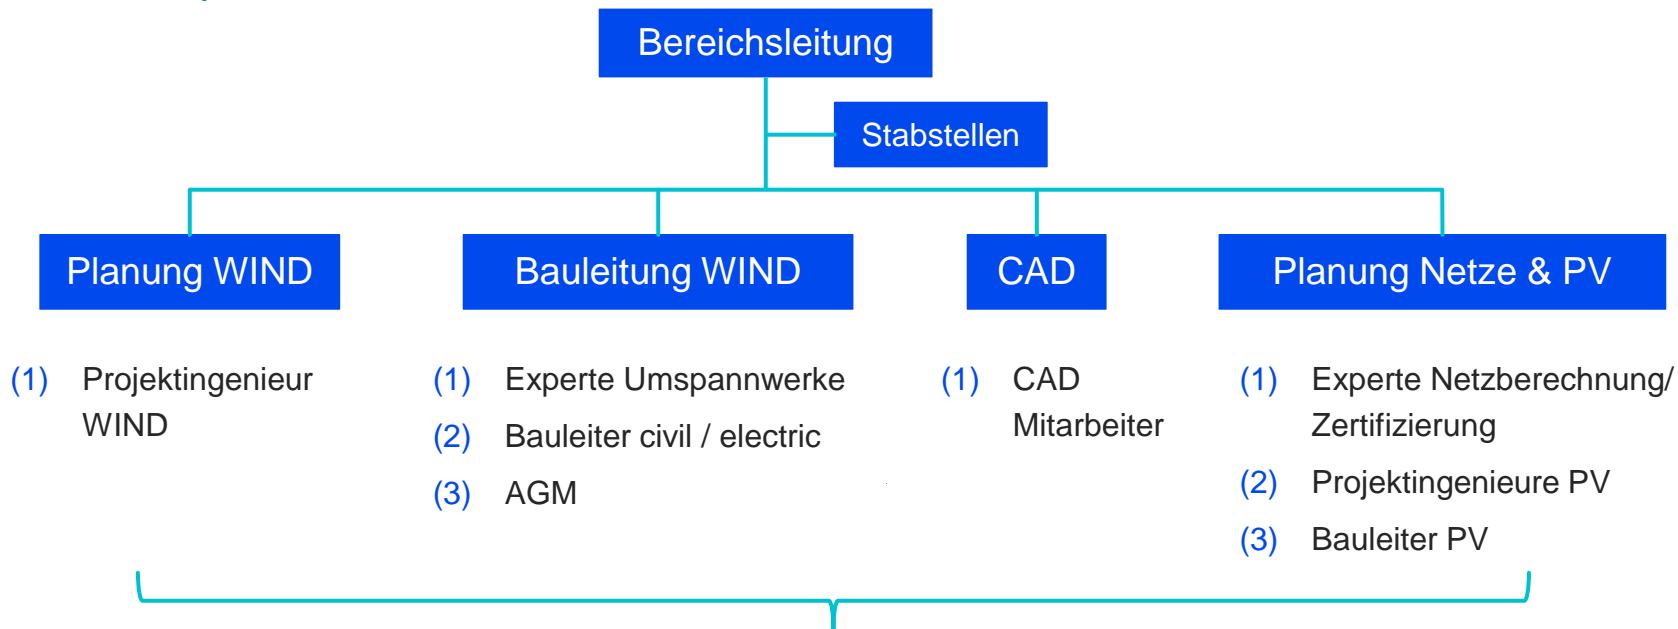 Bereichsleitung
Stabstellen
Planung WIND
Bauleitung WIND
CAD
Planung Netze & PV
(1) Projektingenieur
WIND
(1) Experte Umspannwerke
(2) Bauleiter civil / electric
(3) AGM
(1) CAD
Mitarbeiter
(1) Experte Netzberechnung/
Zertifizierung
(2) Projektingenieure PV
(3) Bauleiter PV